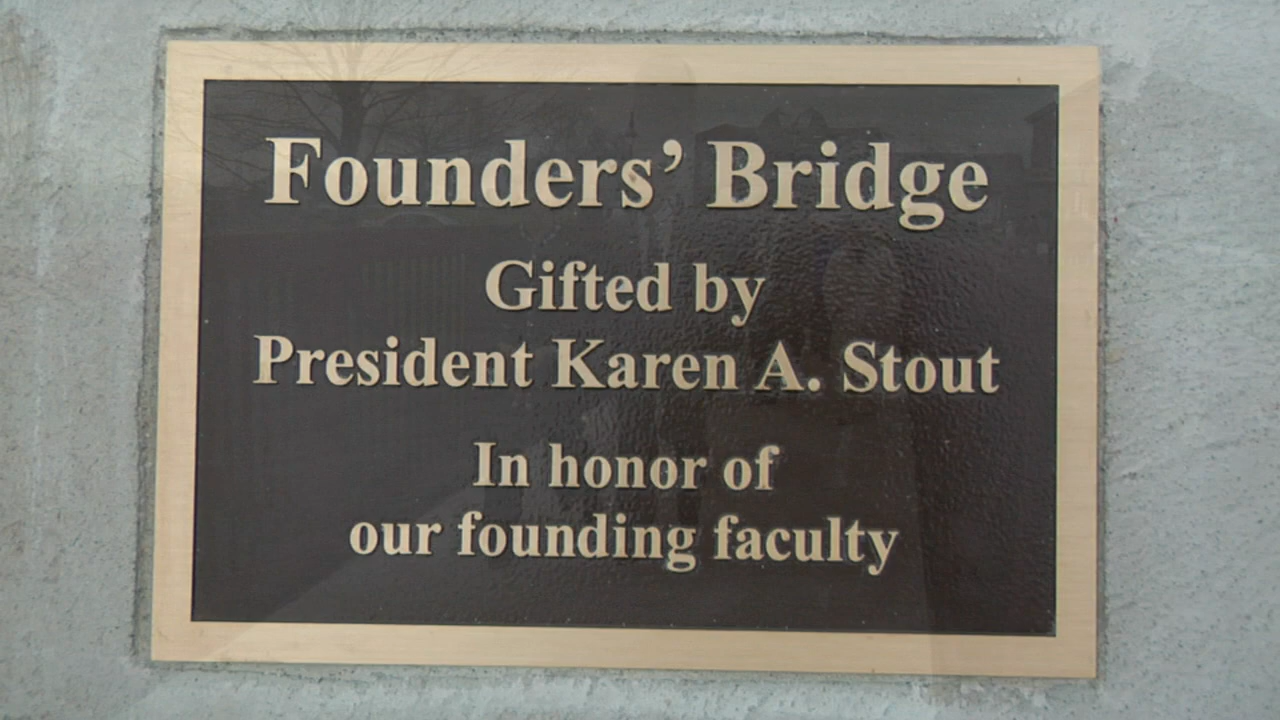 Founders’ Bridge
Gifted by
President Karen A. Stout
In honor of
our founding faculty